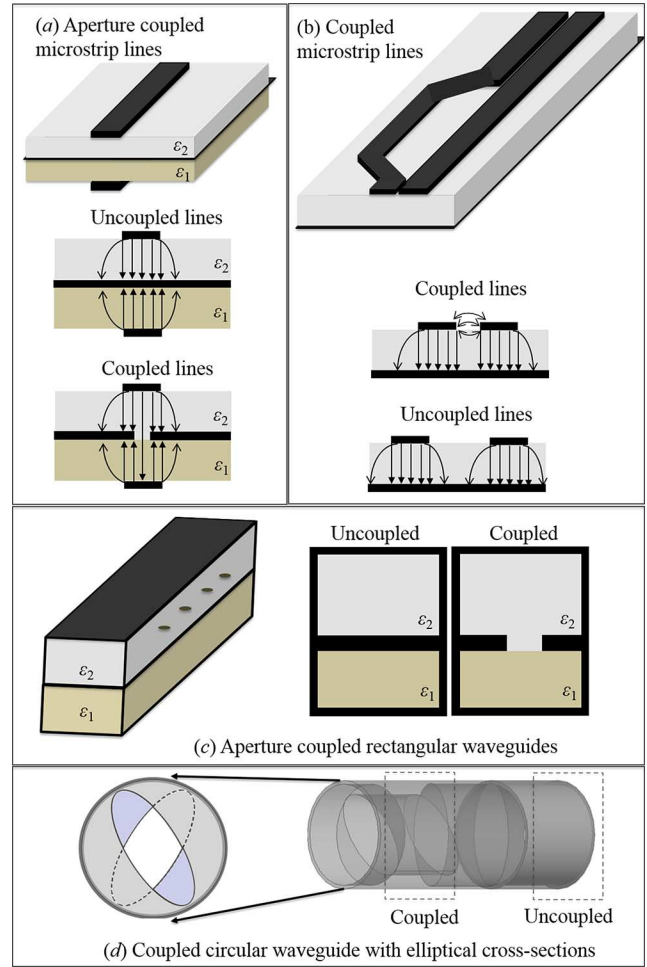 (a) Aperture coupled
microstrip lines
ε2
ε1
Uncoupled lines
ε2
ε1
Coupled lines
ε2
ε1
(b) Coupled
microstrip lines
Coupled lines
Uncoupled lines
Uncoupled Coupled
ε2
ε1
ε2
ε1
ε2
ε1
(c) Aperture coupled rectangular waveguides
Coupled Uncoupled
(d) Coupled circular waveguide with elliptical cross-sections